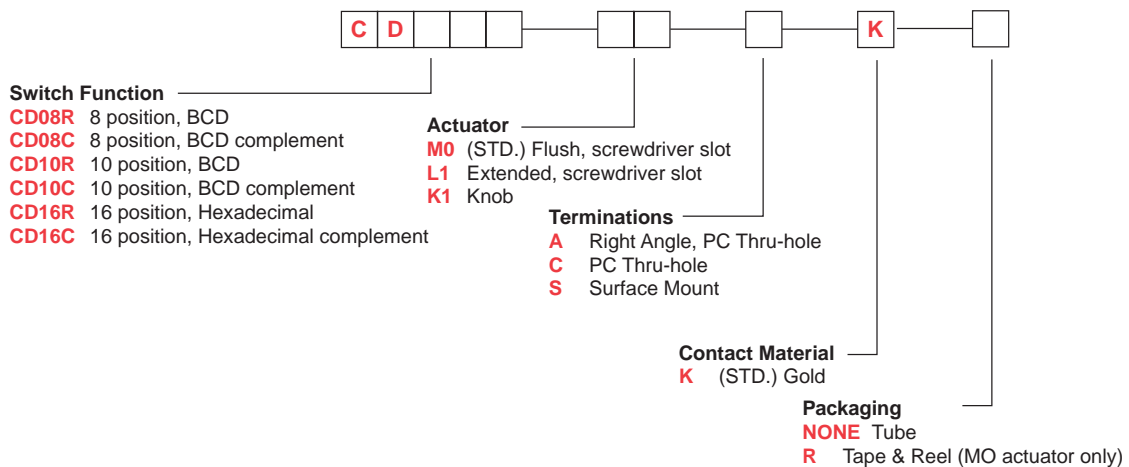 C D K
Switch Function
CD08R 8 position, BCD
CD08C 8 position, BCD complement
CD10R 10 position, BCD
CD10C 10 position, BCD complement
CD16R 16 position, Hexadecimal
CD16C 16 position, Hexadecimal complement
Actuator
M0 (STD.) Flush, screwdriver slot
L1 Extended, screwdriver slot
K1 Knob
Terminations
A Right Angle, PC Thru-hole
C PC Thru-hole
S Surface Mount
Contact Material
K (STD.) Gold
Packaging
NONE Tube
R Tape & Reel (MO actuator only)